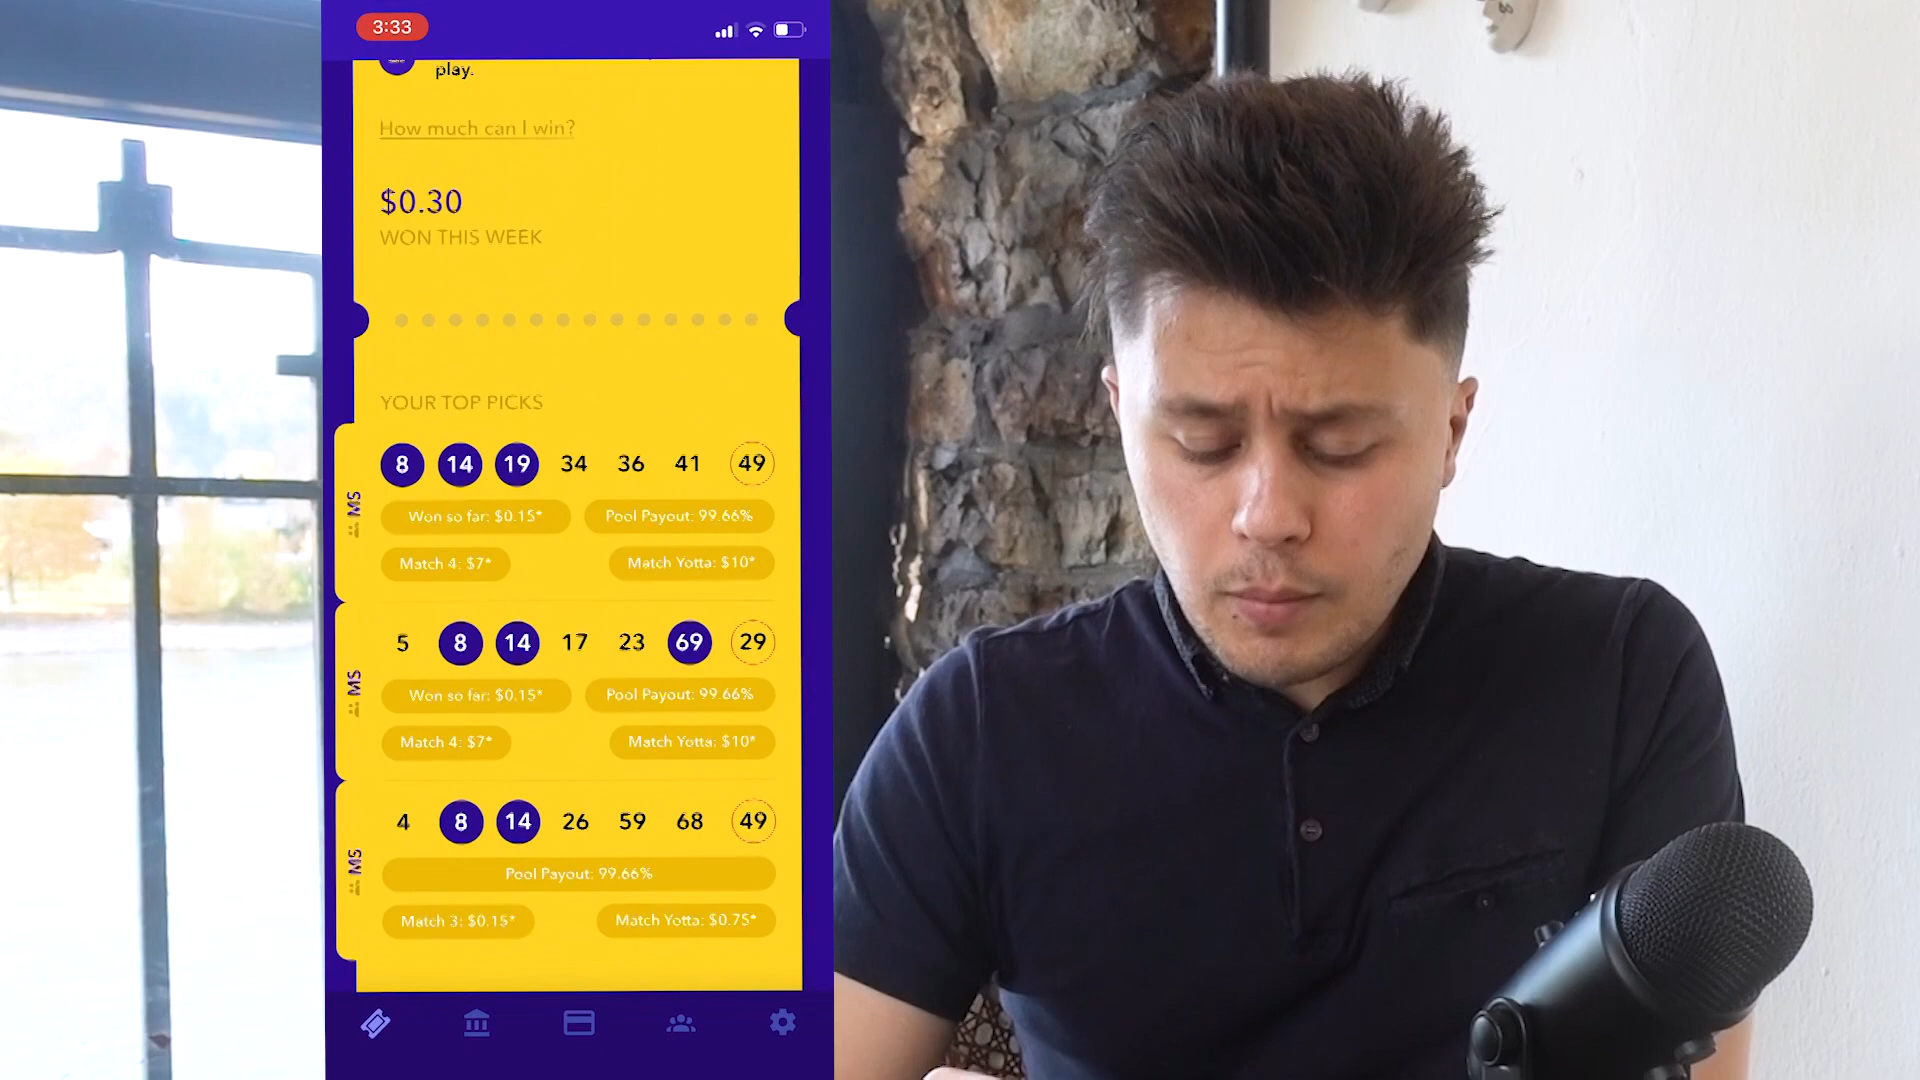 3:33
play.
How much can I win?
$0.30
WON THIS WEEK
YOUR TOP PICKS
8 14 19 34 36 41 49
Won so far: $0.15* Pool Payout: 99.66%
Match 4: $7* Match Yotta: $10*
MS
5 8 14 17 23 69 29
Won so far: $0.15* Pool Payout: 99.66%
Match 4: $7* Match Yotta: $10*
MS
4 8 14 26 59 68 49
Pool Payout: 99.66%
Match 3: $0.15* Match Yotta: $0.75*
MS